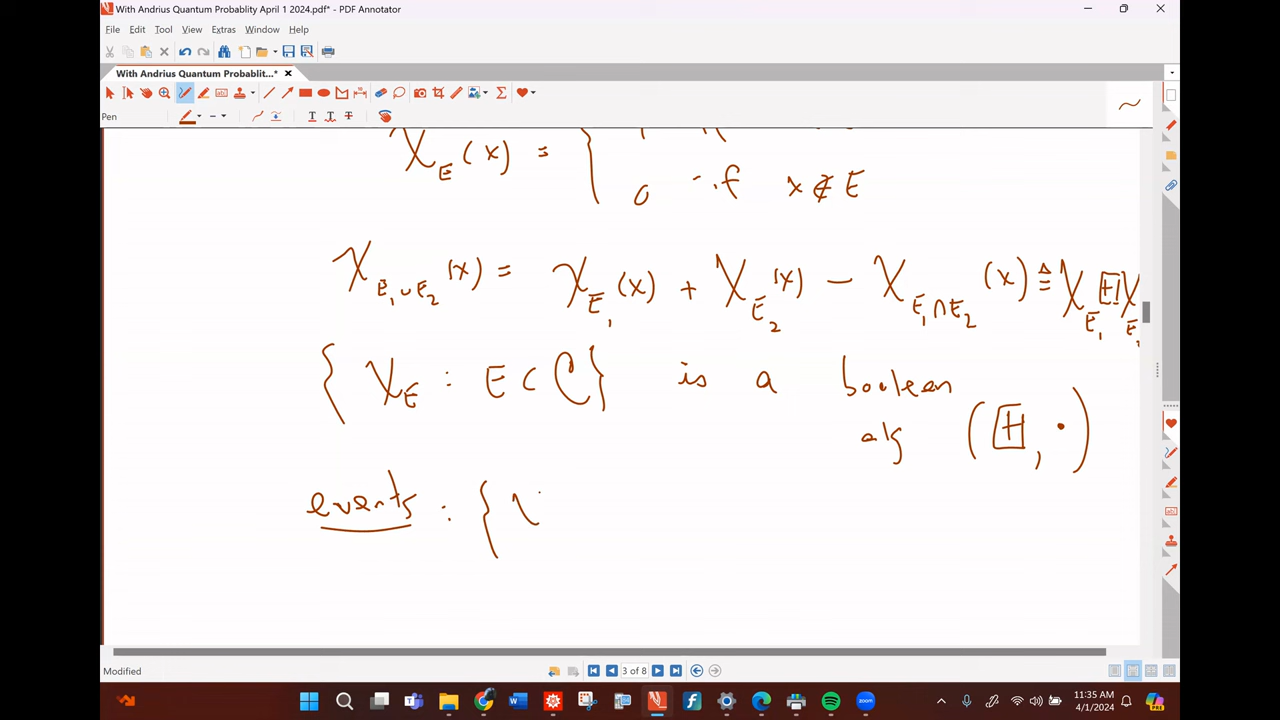 With Andrius Quantum Probablity April 1 2024.pdf* - PDF Annotator
File Edit Tool View Extras Window Help
With Andrius Quantum Probablit...*
Pen
χ_E (x) = {
0 if x ∉ E
χ_{E₁∪E₂} (x) = χ_{E₁} (x) + χ_{E₂} (x) − χ_{E₁∩E₂} (x) ≜ χ_{E₁} ⊞ χ_{E₂}
{ χ_E : E ⊂ C } is a boolean
alg ( ⊞ , · )
events : {
Modified
3 of 8
11:35 AM
4/1/2024